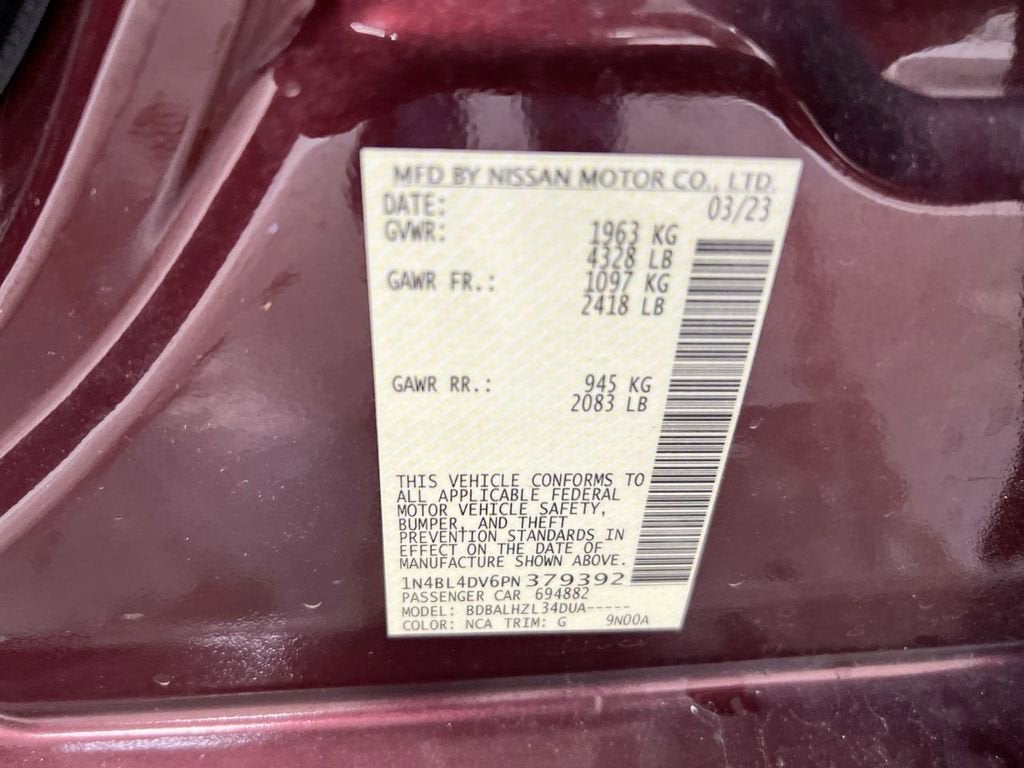 MFD BY NISSAN MOTOR CO., LTD.
DATE: 03/23
GVWR: 1963 KG
4328 LB
GAWR FR.: 1097 KG
2418 LB
GAWR RR.: 945 KG
2083 LB
THIS VEHICLE CONFORMS TO
ALL APPLICABLE FEDERAL
MOTOR VEHICLE SAFETY,
BUMPER, AND THEFT
PREVENTION STANDARDS IN
EFFECT ON THE DATE OF
MANUFACTURE SHOWN ABOVE.
1N4BL4DV6PN379392
PASSENGER CAR 694882
MODEL: BDBALHZL34DUA-----
COLOR: NCA TRIM: G 9N00A